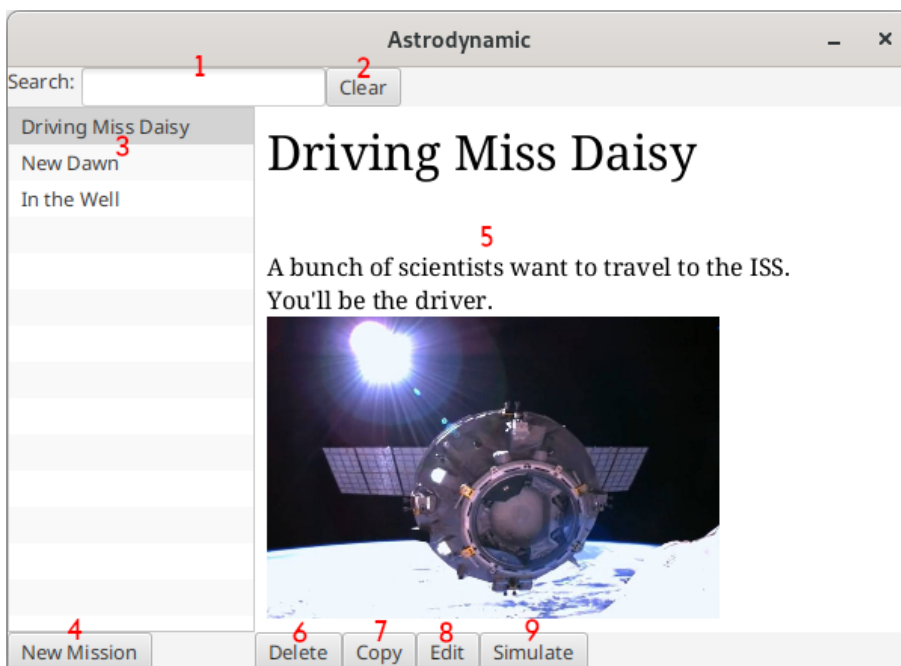 Astrodynamic
1
2
Search:
Clear
Driving Miss Daisy
3
New Dawn
In the Well
Driving Miss Daisy
5
A bunch of scientists want to travel to the ISS.
You'll be the driver.
4
6
7
8
9
New Mission
Delete
Copy
Edit
Simulate